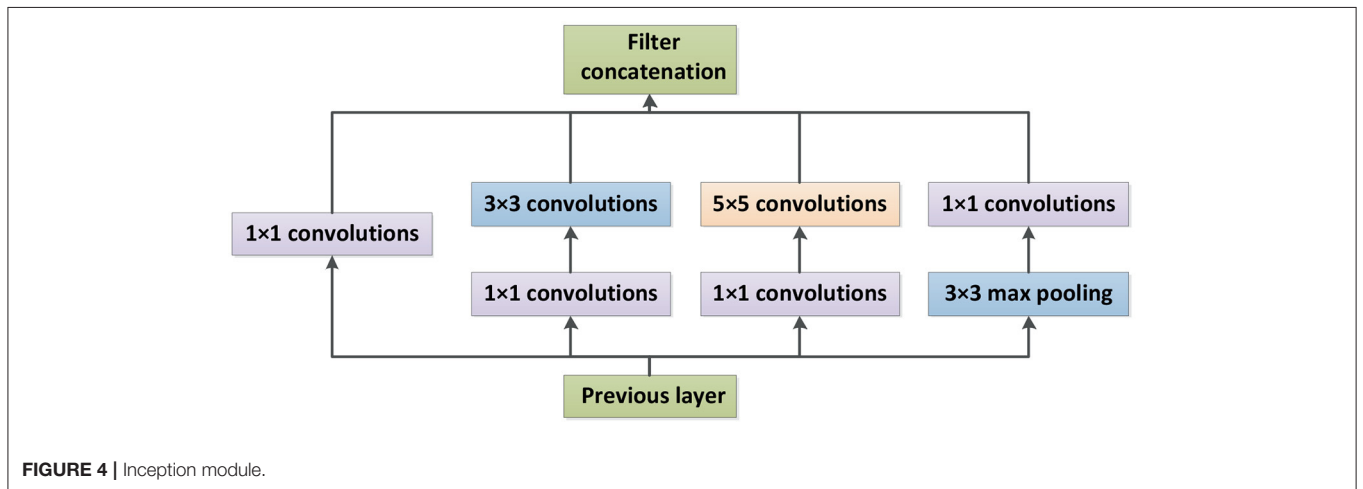 Filter
concatenation
3×3 convolutions
5×5 convolutions
1×1 convolutions
1×1 convolutions
1×1 convolutions
1×1 convolutions
3×3 max pooling
Previous layer
FIGURE 4 | Inception module.